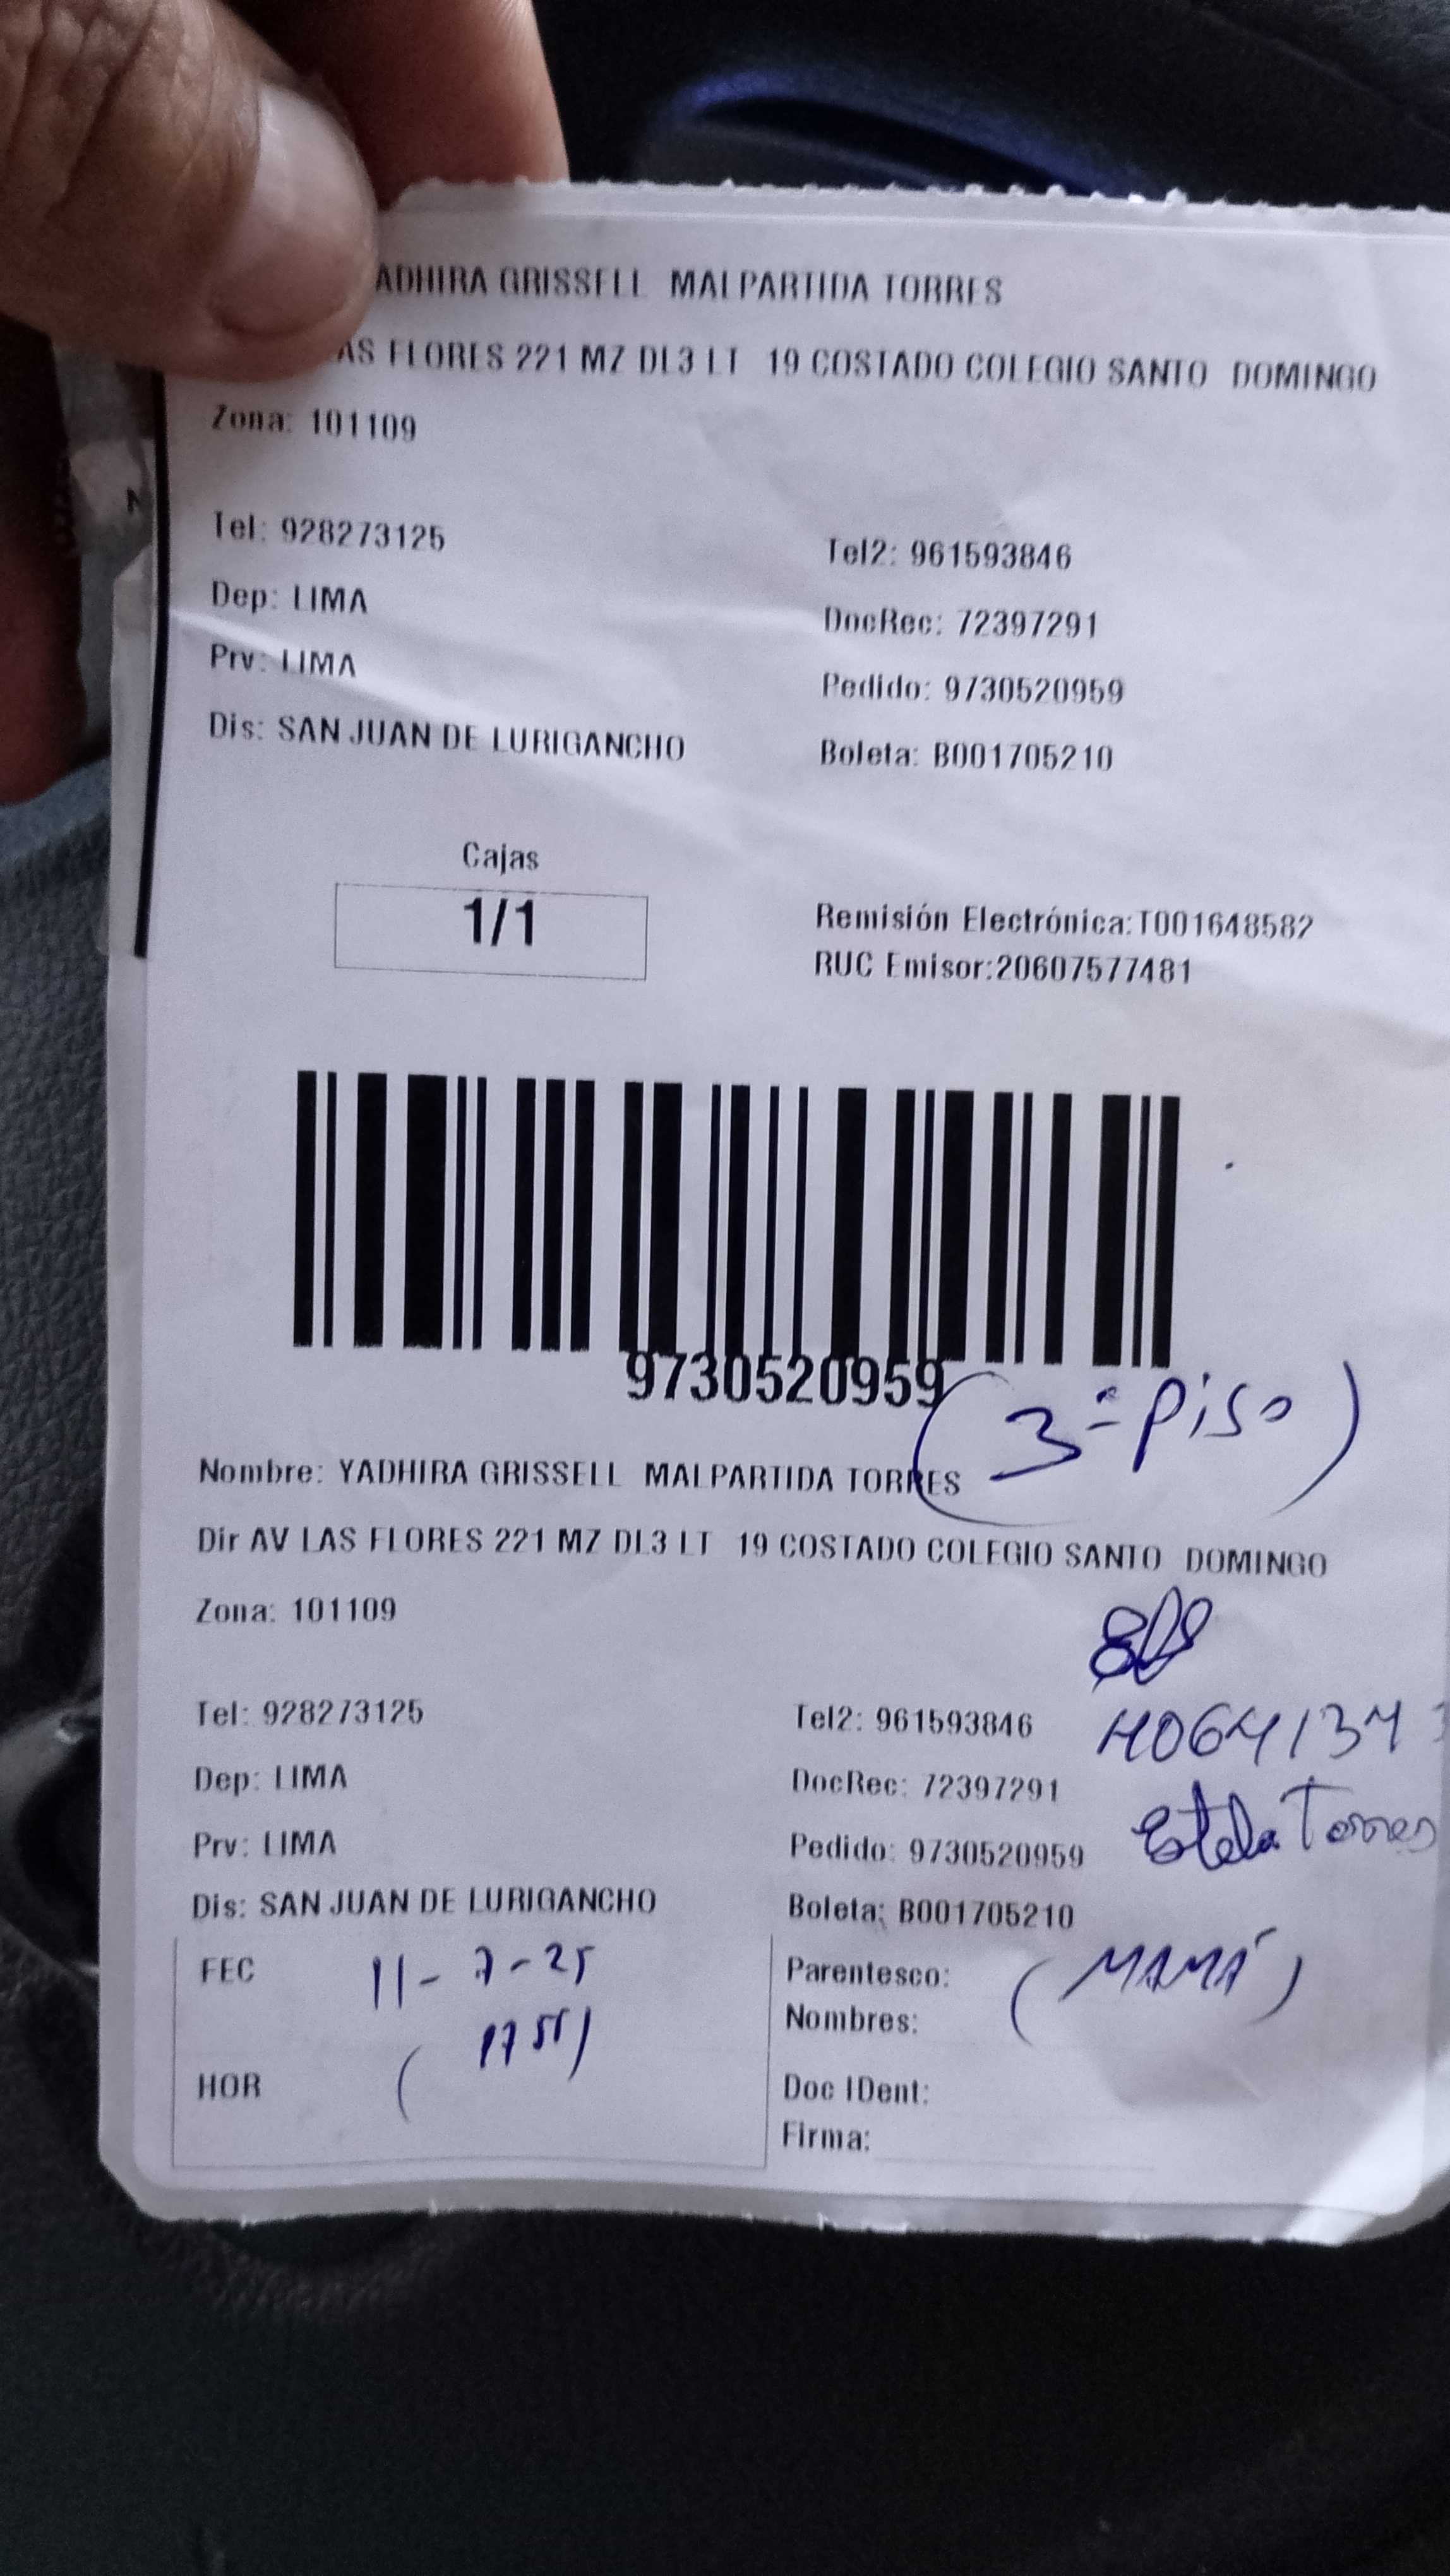 ADHIRA GRISSELL MALPARTIDA TORRES
AS FLORES 221 MZ DL3 LT 19 COSTADO COLEGIO SANTO DOMINGO
Zona: 101109
Tel: 928273125 Tel2: 961593846
Dep: LIMA DocRec: 72397291
Prv: LIMA Pedido: 9730520959
Dis: SAN JUAN DE LURIGANCHO Boleta: B001705210
Cajas
1/1
Remisión Electrónica:T001648582
RUC Emisor:20607577481
9730520959
(3º piso)
Nombre: YADHIRA GRISSELL MALPARTIDA TORRES
Dir AV LAS FLORES 221 MZ DL3 LT 19 COSTADO COLEGIO SANTO DOMINGO
Zona: 101109
Tel: 928273125 Tel2: 961593846
Dep: LIMA DocRec: 72397291
Prv: LIMA Pedido: 9730520959 Estela Torres
Dis: SAN JUAN DE LURIGANCHO Boleta: B001705210
FEC 11-7-25 Parentesco: (MAMÁ)
Nombres:
HOR Doc IDent:
Firma: